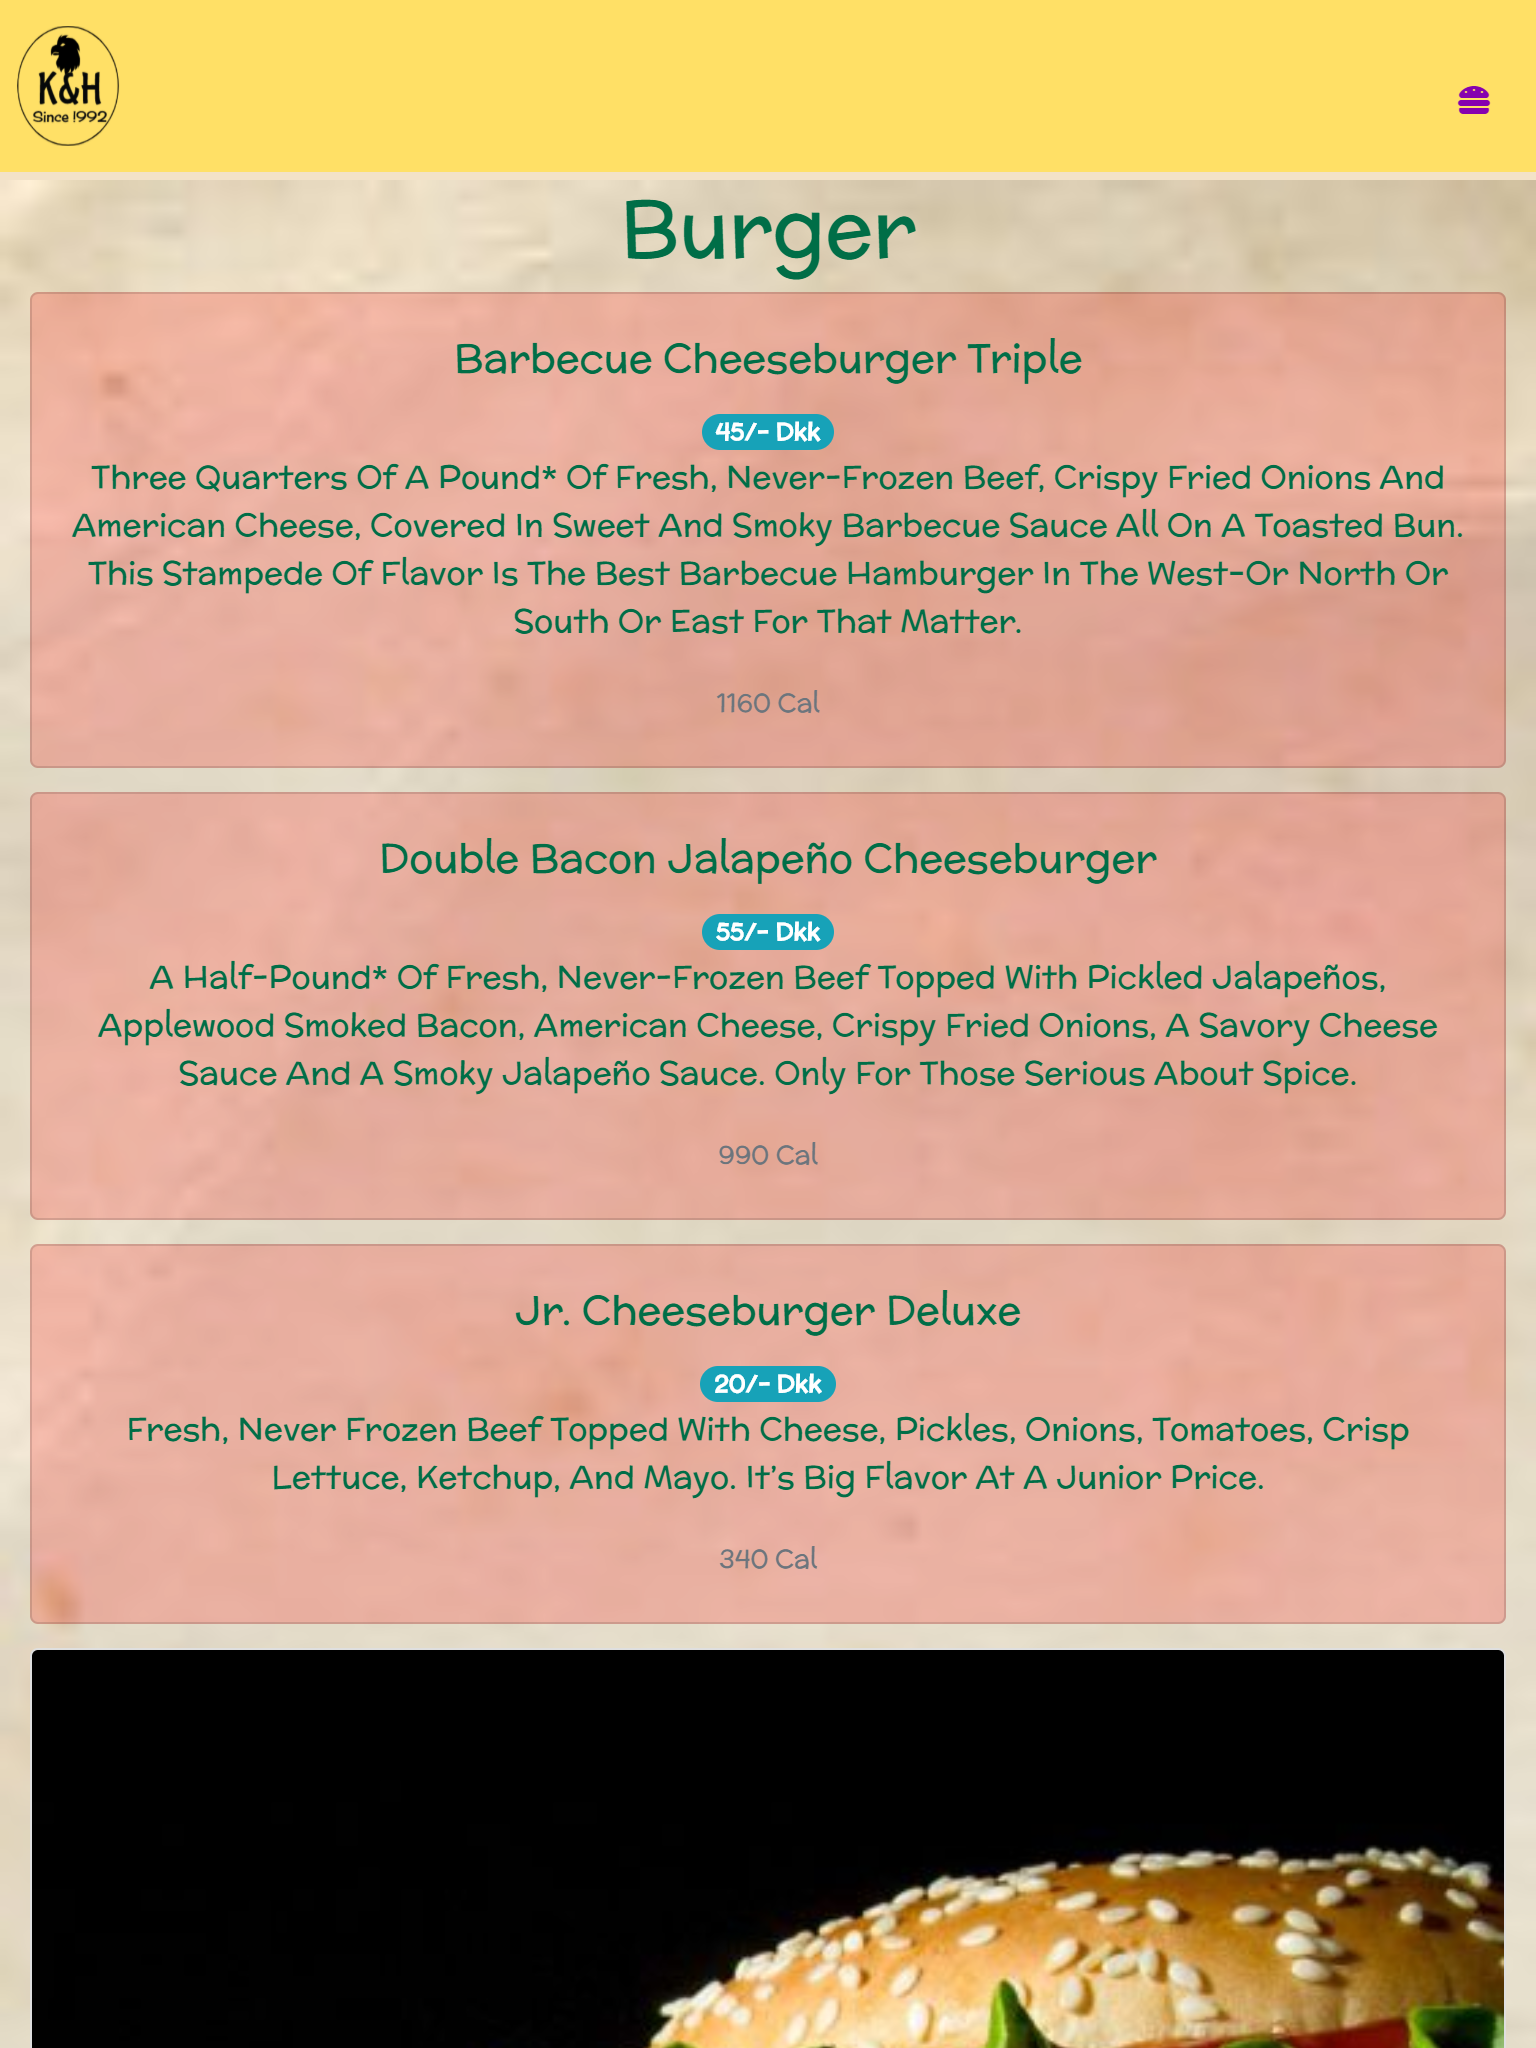 K&H
Since !992
Burger
Barbecue Cheeseburger Triple
45/- Dkk
Three Quarters Of A Pound* Of Fresh, Never-Frozen Beef, Crispy Fried Onions And
American Cheese, Covered In Sweet And Smoky Barbecue Sauce All On A Toasted Bun.
This Stampede Of Flavor Is The Best Barbecue Hamburger In The West-Or North Or
South Or East For That Matter.
1160 Cal
Double Bacon Jalapeño Cheeseburger
55/- Dkk
A Half-Pound* Of Fresh, Never-Frozen Beef Topped With Pickled Jalapeños,
Applewood Smoked Bacon, American Cheese, Crispy Fried Onions, A Savory Cheese
Sauce And A Smoky Jalapeño Sauce. Only For Those Serious About Spice.
990 Cal
Jr. Cheeseburger Deluxe
20/- Dkk
Fresh, Never Frozen Beef Topped With Cheese, Pickles, Onions, Tomatoes, Crisp
Lettuce, Ketchup, And Mayo. It’s Big Flavor At A Junior Price.
340 Cal